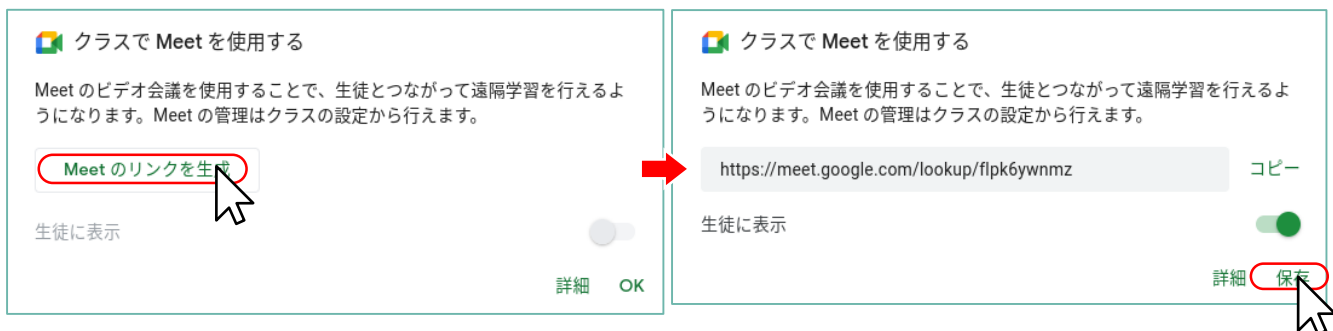 クラスで Meet を使用する
Meet のビデオ会議を使用することで、生徒とつながって遠隔学習を行えるよ
うになります。Meet の管理はクラスの設定から行えます。
Meet のリンクを生成
生徒に表示
詳細 OK
クラスで Meet を使用する
Meet のビデオ会議を使用することで、生徒とつながって遠隔学習を行えるよ
うになります。Meet の管理はクラスの設定から行えます。
https://meet.google.com/lookup/flpk6ywnmz コピー
生徒に表示
詳細 保存